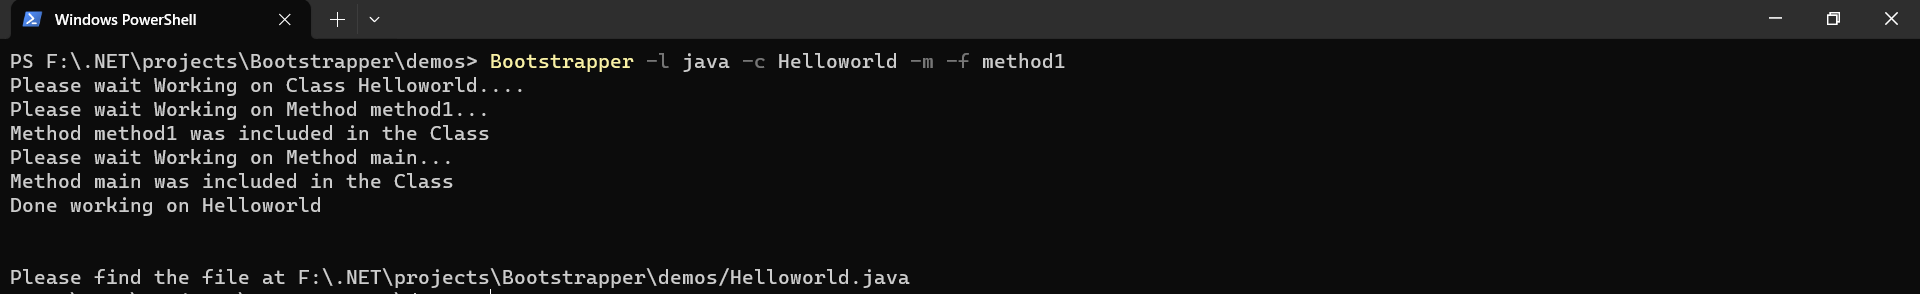 Windows PowerShell
PS F:\.NET\projects\Bootstrapper\demos> Bootstrapper -l java -c Helloworld -m -f method1
Please wait Working on Class Helloworld....
Please wait Working on Method method1...
Method method1 was included in the Class
Please wait Working on Method main...
Method main was included in the Class
Done working on Helloworld
Please find the file at F:\.NET\projects\Bootstrapper\demos/Helloworld.java